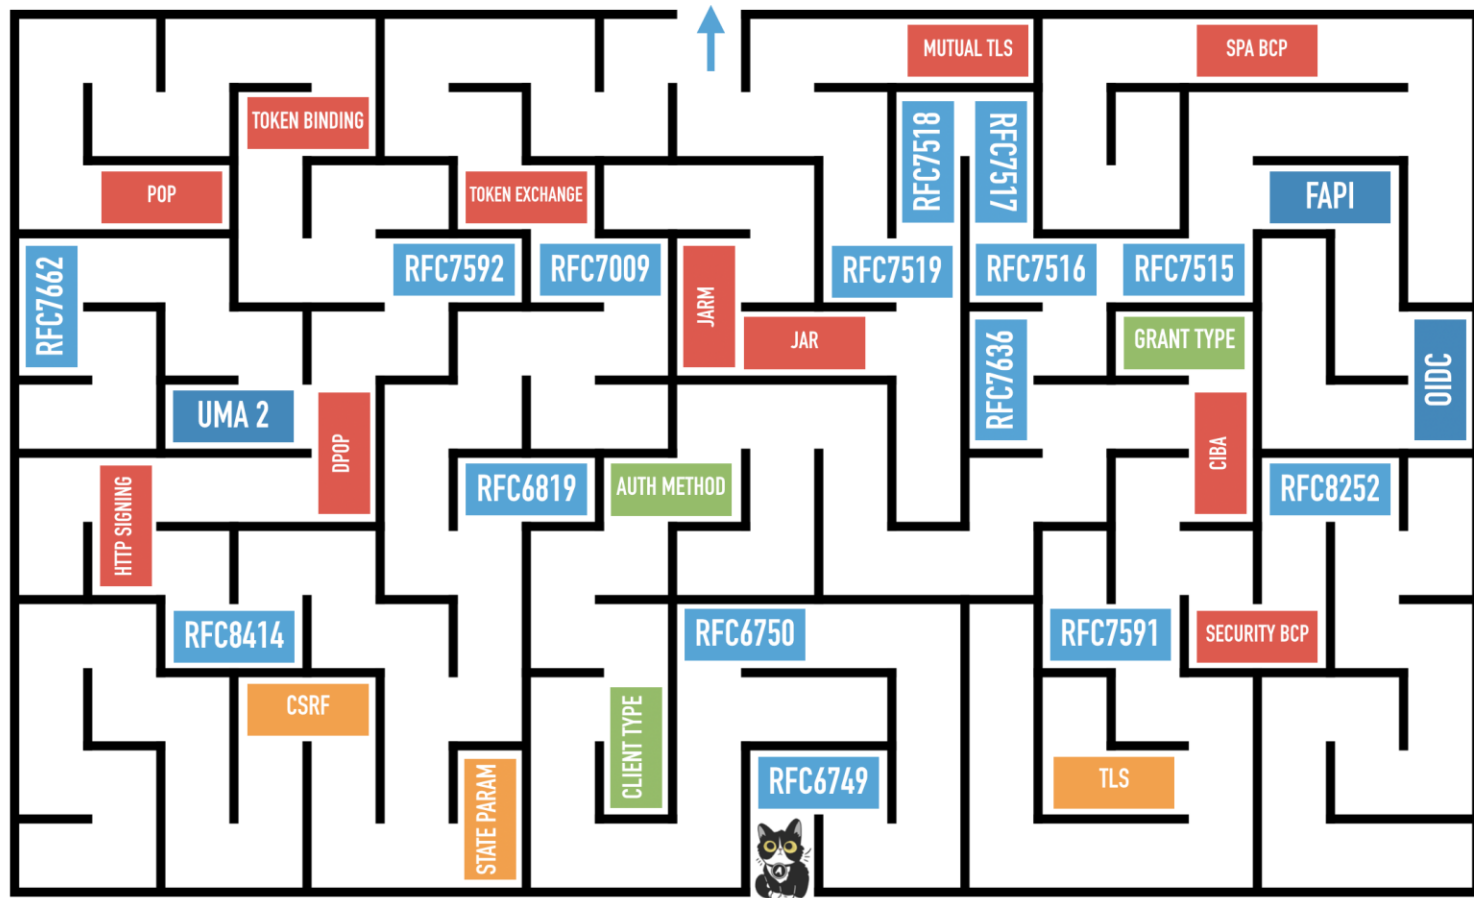 MUTUAL TLS
SPA BCP
TOKEN BINDING
RFC7518
RFC7517
POP
TOKEN EXCHANGE
FAPI
RFC7662
RFC7592
RFC7009
JARM
RFC7519
RFC7516
RFC7515
JAR
RFC7636
GRANT TYPE
OIDC
UMA 2
DPOP
CIBA
HTTP SIGNING
RFC6819
AUTH METHOD
RFC8252
RFC8414
RFC6750
RFC7591
SECURITY BCP
CSRF
CLIENT TYPE
STATE PARAM
RFC6749
TLS